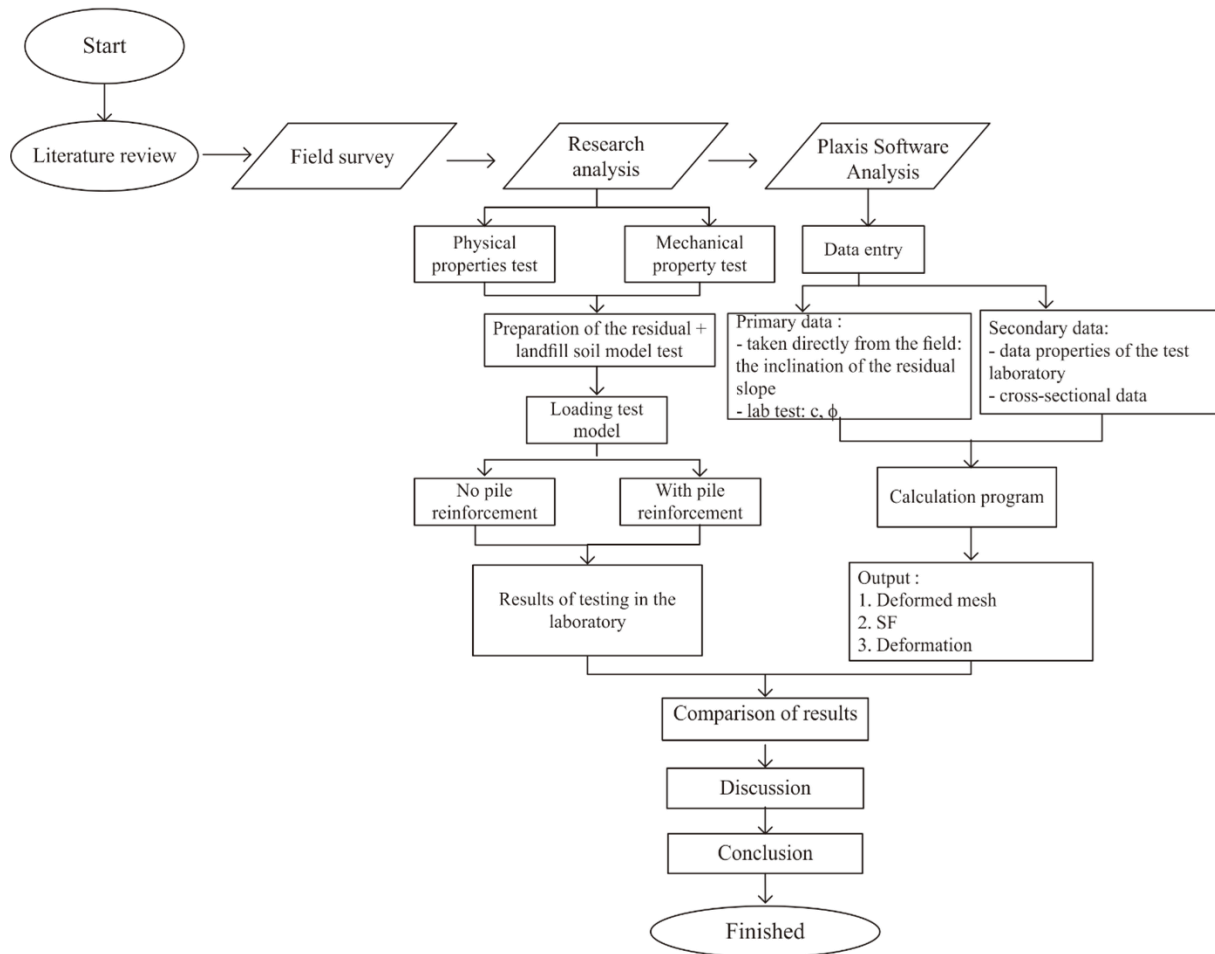 Start
Literature review
Field survey
Research
analysis
Plaxis Software
Analysis
Physical
properties test
Mechanical
property test
Data entry
Preparation of the residual +
landfill soil model test
Primary data :
- taken directly from the field:
the inclination of the residual
slope
- lab test: c, ϕ
Secondary data:
- data properties of the test
laboratory
- cross-sectional data
Loading test
model
No pile
reinforcement
With pile
reinforcement
Calculation program
Results of testing in the
laboratory
Output :
1. Deformed mesh
2. SF
3. Deformation
Comparison of results
Discussion
Conclusion
Finished